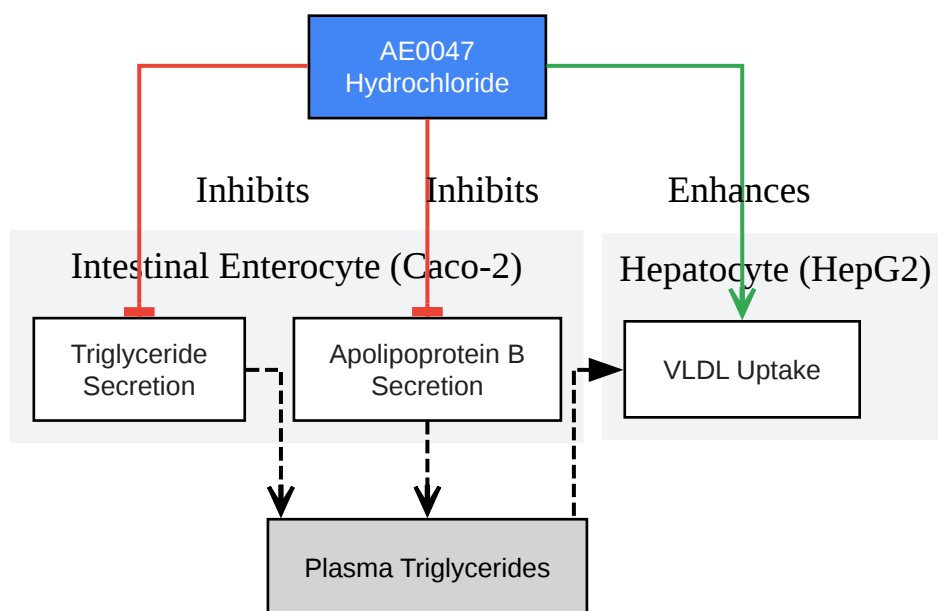 AE0047
Hydrochloride
Inhibits
Inhibits
Enhances
Intestinal Enterocyte (Caco-2)
Hepatocyte (HepG2)
Triglyceride
Secretion
Apolipoprotein B
Secretion
VLDL Uptake
Plasma Triglycerides